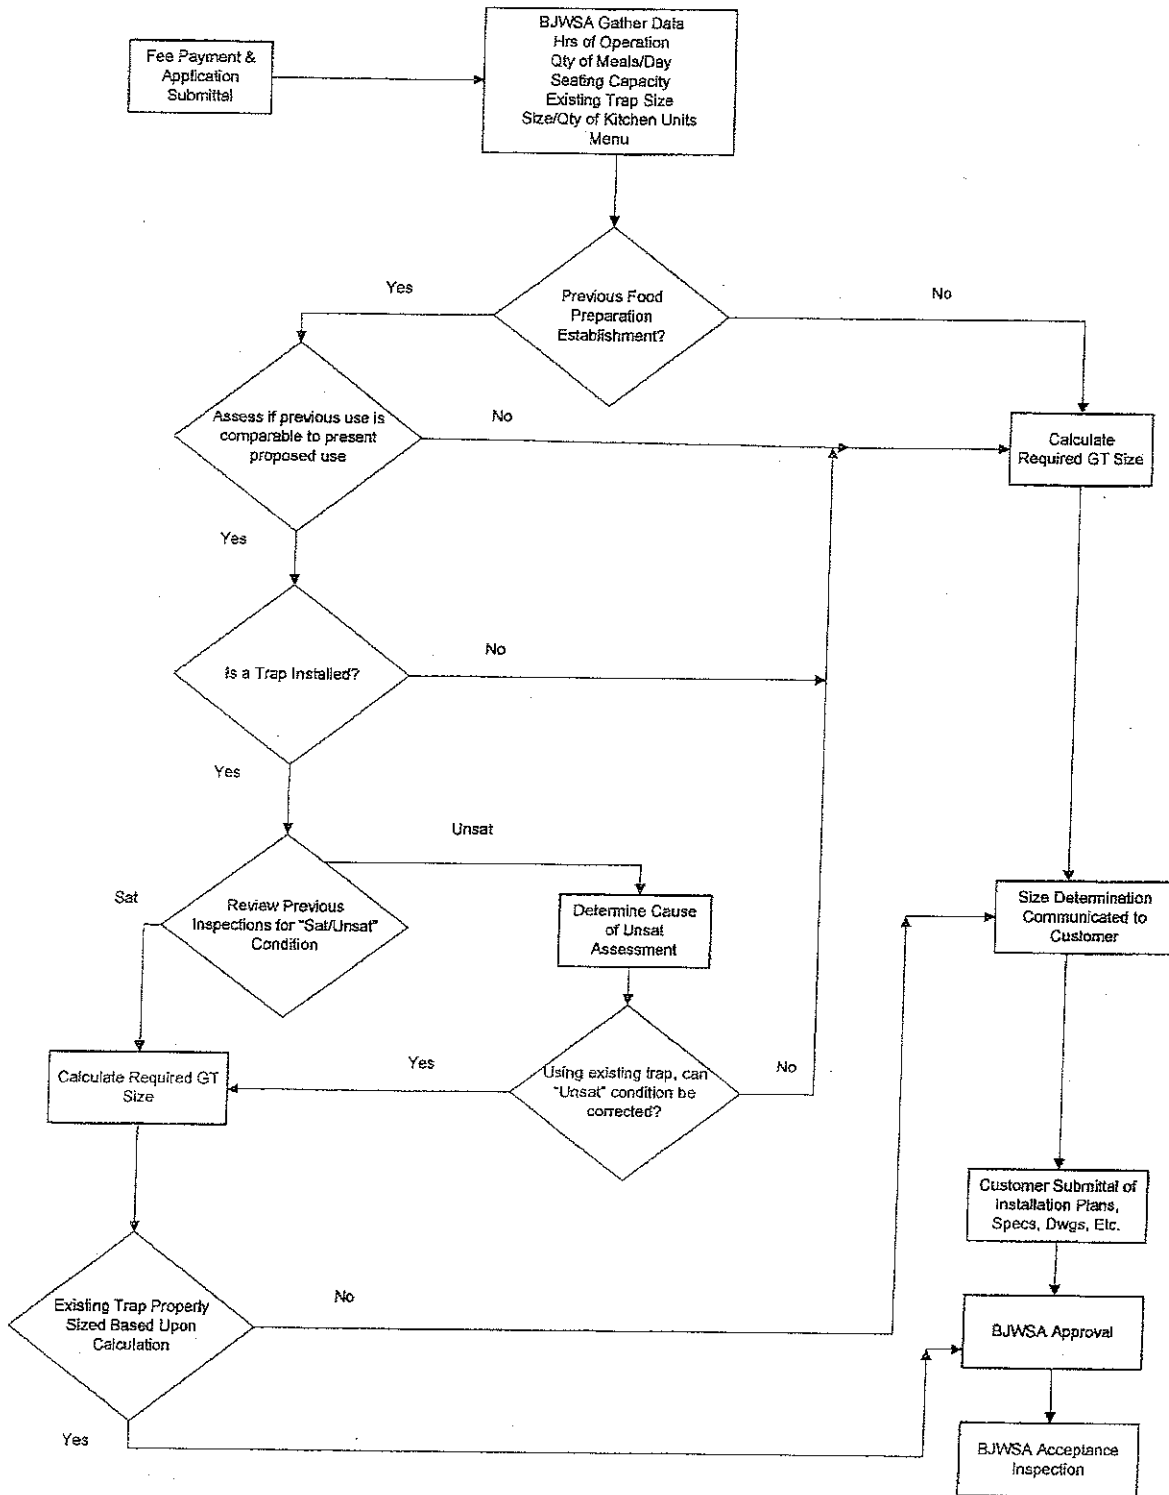 Fee Payment &
Application
Submittal
BJWSA Gather Data
Hrs of Operation
Qty of Meals/Day
Seating Capacity
Existing Trap Size
Size/Qty of Kitchen Units
Menu
Yes
Previous Food
Preparation
Establishment?
No
Assess if previous use is
comparable to present
proposed use
No
Calculate
Required GT Size
Yes
Is a Trap Installed?
No
Yes
Unsat
Sat
Review Previous
Inspections for "Sat/Unsat"
Condition
Determine Cause
of Unsat
Assessment
Size Determination
Communicated to
Customer
Calculate Required GT
Size
Yes
Using existing trap, can
"Unsat" condition be
corrected?
No
Customer Submittal of
Installation Plans,
Specs, Dwgs, Etc.
Existing Trap Properly
Sized Based Upon
Calculation
No
BJWSA Approval
Yes
BJWSA Acceptance
Inspection